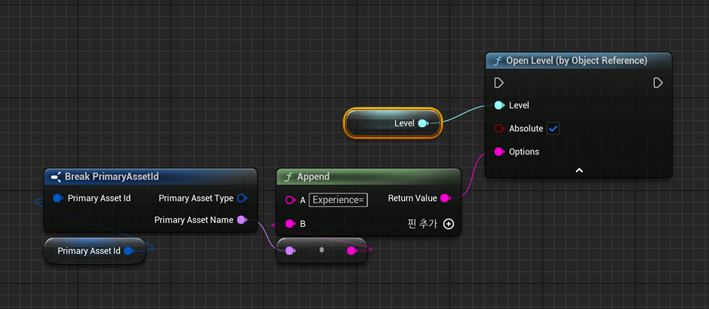 Open Level (by Object Reference)
Level
Level
Absolute
Options
Break PrimaryAssetId
Primary Asset Id
Primary Asset Type
Primary Asset Name
Primary Asset Id
Append
A
Experience=
Return Value
B
핀 추가